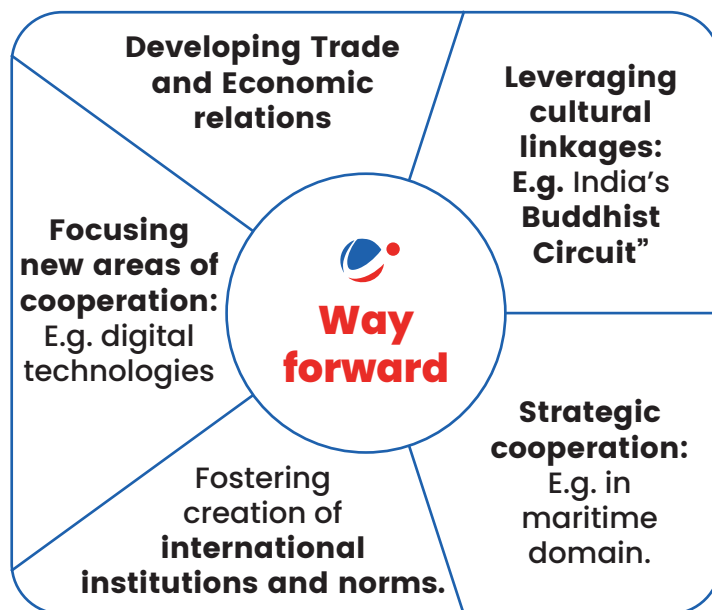 Developing Trade
and Economic
relations
Leveraging
cultural
linkages:
E.g. India's
Buddhist
Circuit”
Focusing
new areas of
cooperation:
E.g. digital
technologies
Way
forward
Strategic
cooperation:
E.g. in
maritime
domain.
Fostering
creation of
international
institutions and norms.